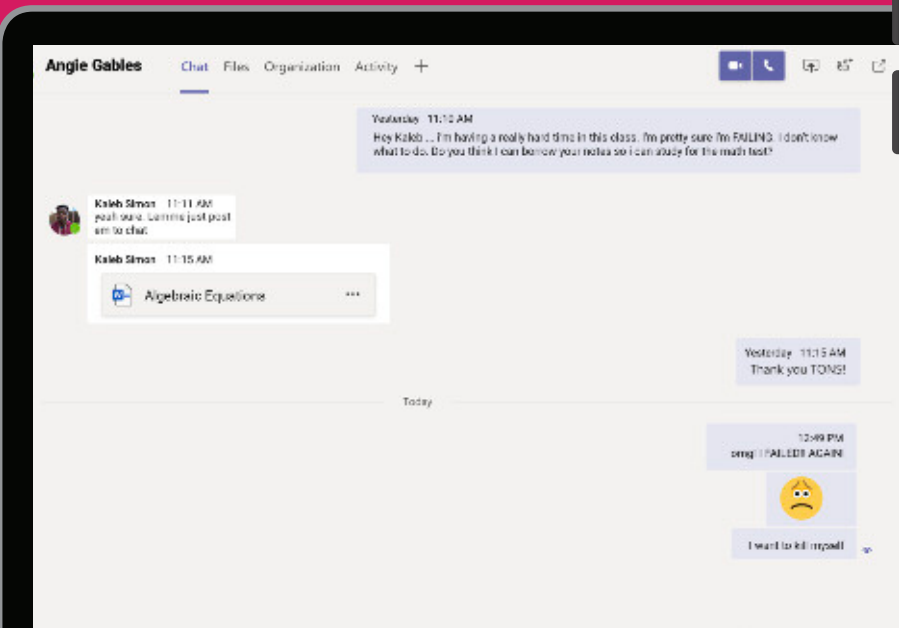 Angie Gables
Chat Files Organization Activity
Yesterday 11:10 AM
Hey Kaleb ... I'm having a really hard time in this class. I'm pretty sure I'm FAILING. I don't know
what to do. Do you think I can borrow your notes so i can study for the math test?
Kaleb Simon 11:11 AM
yeah sure. Lemme just post
em to chat
Kaleb Simon 11:15 AM
Algebraic Equations
Yesterday 11:15 AM
Thank you TONS!
Today
12:49 PM
omg! I FAILED!! AGAIN!
I want to kill myself